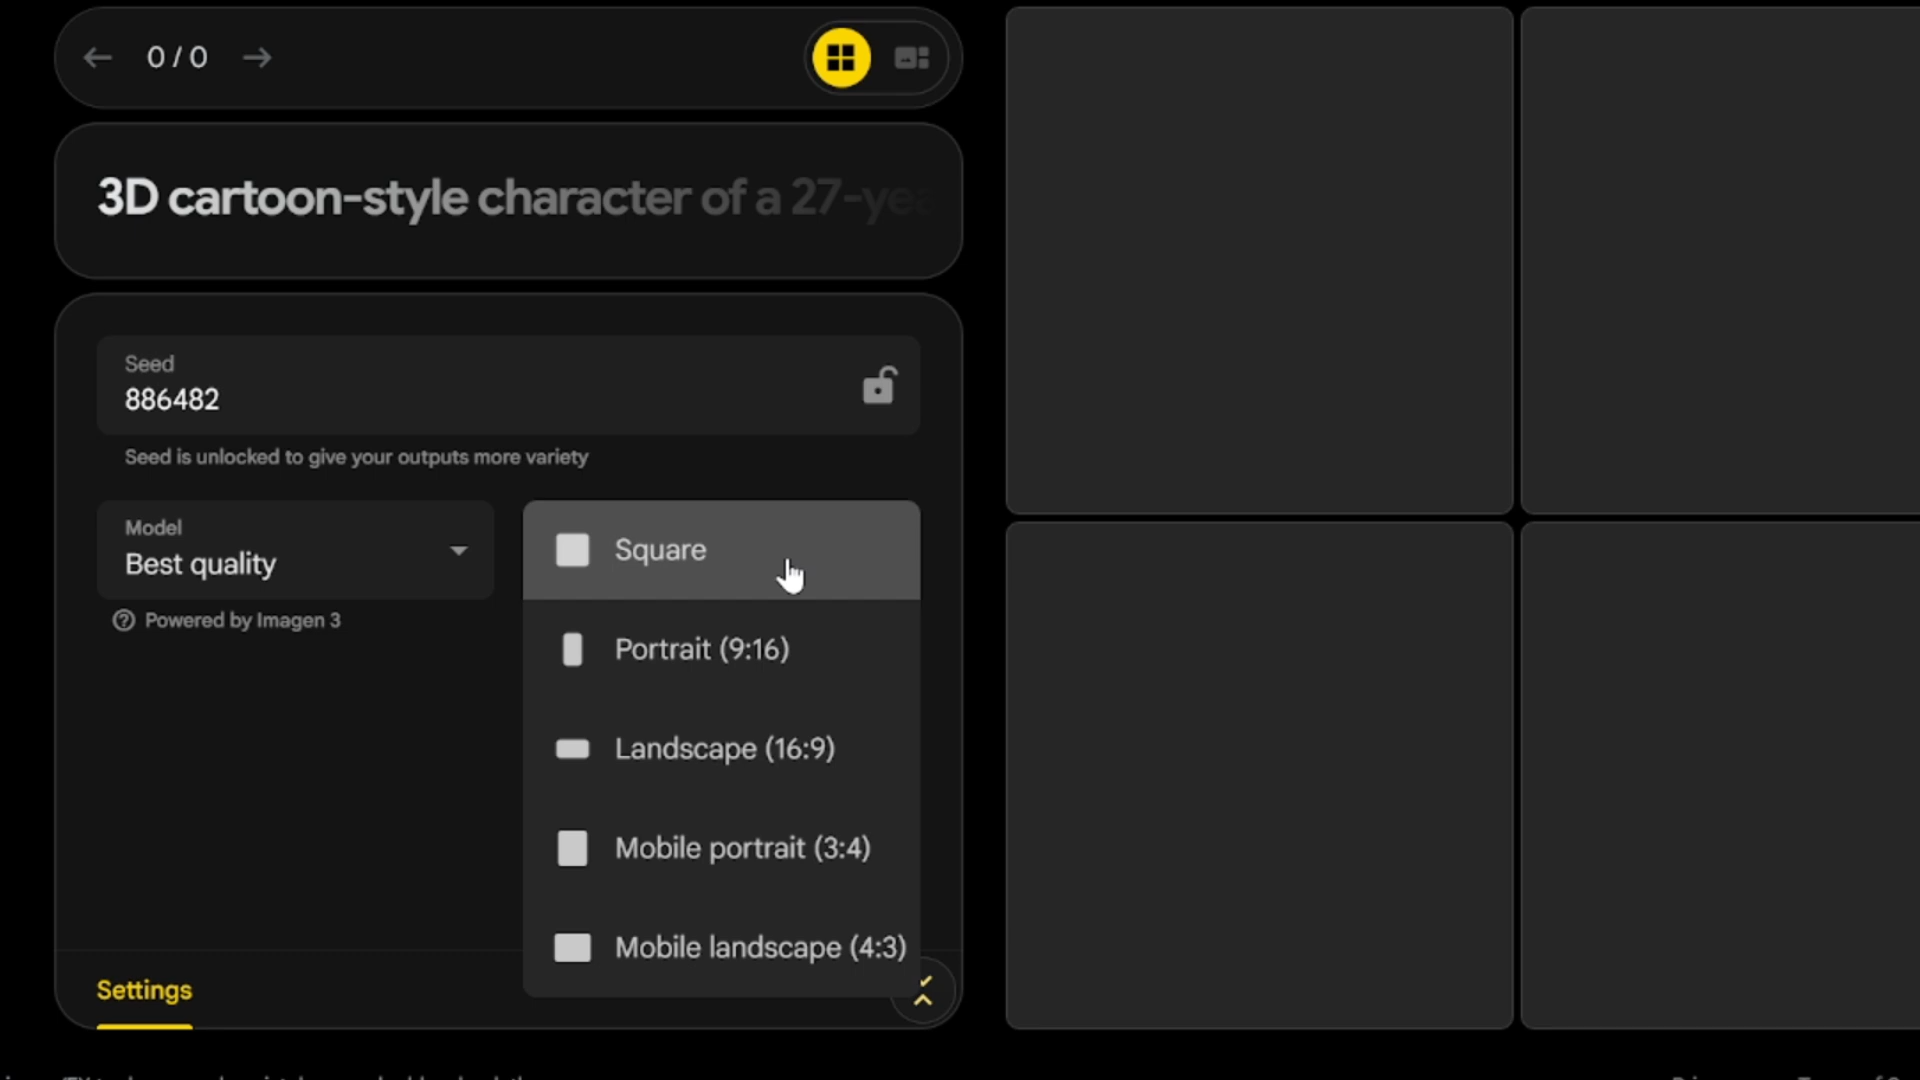 0 / 0
3D cartoon-style character of a 27-yea
Seed
886482
Seed is unlocked to give your outputs more variety
Model
Best quality
Powered by Imagen 3
Square
Portrait (9:16)
Landscape (16:9)
Mobile portrait (3:4)
Mobile landscape (4:3)
Settings